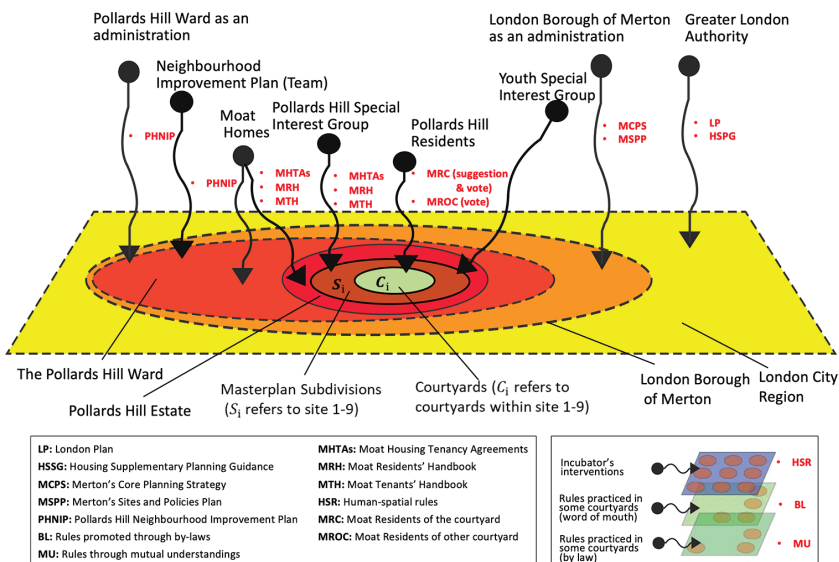 Pollards Hill Ward as an
administration
Neighbourhood
Improvement Plan (Team)
Moat
Homes
Pollards Hill Special
Interest Group
Pollards Hill
Residents
Youth Special
Interest Group
London Borough of Merton
as an administration
Greater London
Authority
• PHNIP
• PHNIP
• MHTAs
• MRH
• MTH
• MHTAs
• MRH
• MTH
• MRC (suggestion
& vote)
• MROC (vote)
• MCPS
• MSPP
• LP
• HSPG
Si
Ci
The Pollards Hill Ward
Pollards Hill Estate
Masterplan Subdivisions
(Si refers to site 1-9)
Courtyards (Ci refers to
courtyards within site 1-9)
London Borough
of Merton
London City
Region
LP: London Plan
HSSG: Housing Supplementary Planning Guidance
MCPS: Merton's Core Planning Strategy
MSPP: Merton's Sites and Policies Plan
PHNIP: Pollards Hill Neighbourhood Improvement Plan
BL: Rules promoted through by-laws
MU: Rules through mutual understandings
MHTAs: Moat Housing Tenancy Agreements
MRH: Moat Residents' Handbook
MTH: Moat Tenants' Handbook
HSR: Human-spatial rules
MRC: Moat Residents of the courtyard
MROC: Moat Residents of other courtyard
Incubator's
interventions
• HSR
Rules practiced in
some courtyards
(word of mouth)
• BL
Rules practiced in
some courtyards
(by law)
• MU